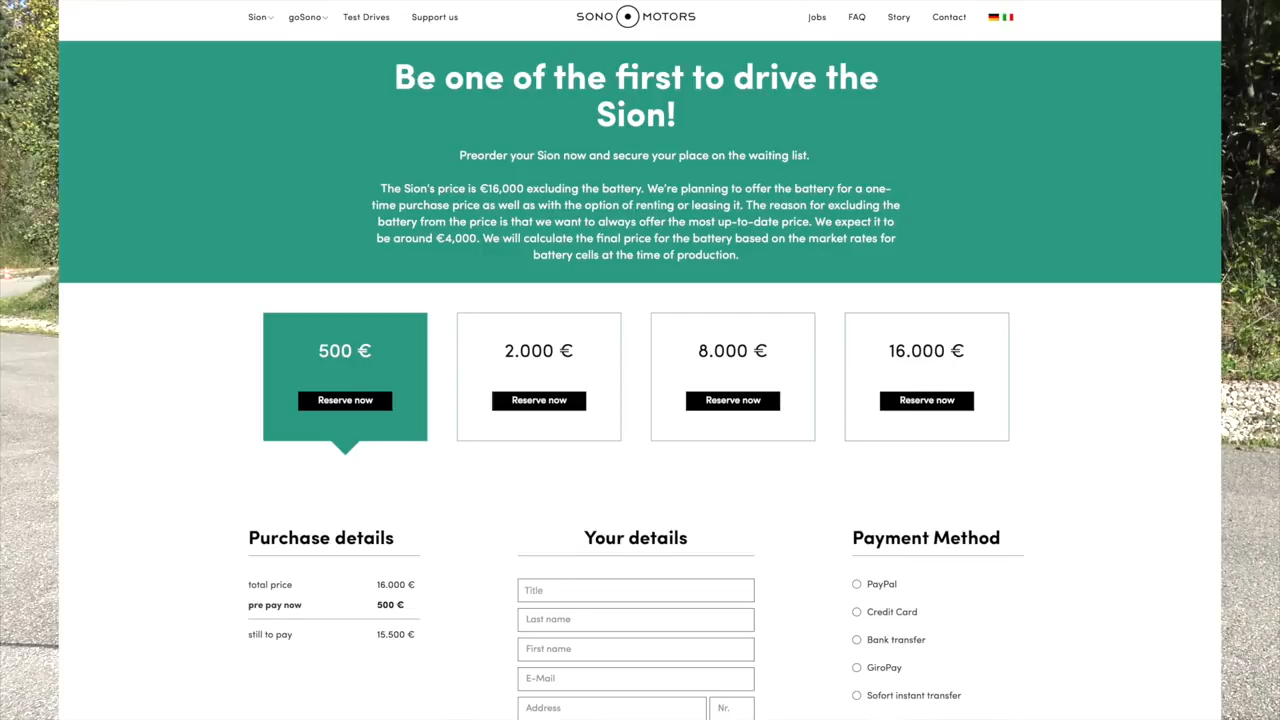 Sion goSono Test Drives Support us SONO MOTORS Jobs FAQ Story Contact
Be one of the first to drive the
Sion!
Preorder your Sion now and secure your place on the waiting list.
The Sion's price is €16,000 excluding the battery. We're planning to offer the battery for a one-
time purchase price as well as with the option of renting or leasing it. The reason for excluding the
battery from the price is that we want to always offer the most up-to-date price. We expect it to
be around €4,000. We will calculate the final price for the battery based on the market rates for
battery cells at the time of production.
500 € 2.000 € 8.000 € 16.000 €
Reserve now Reserve now Reserve now Reserve now
Purchase details
total price 16.000 €
pre pay now 500 €
still to pay 15.500 €
Your details
Title
Last name
First name
E-Mail
Address Nr.
Payment Method
PayPal
Credit Card
Bank transfer
GiroPay
Sofort instant transfer